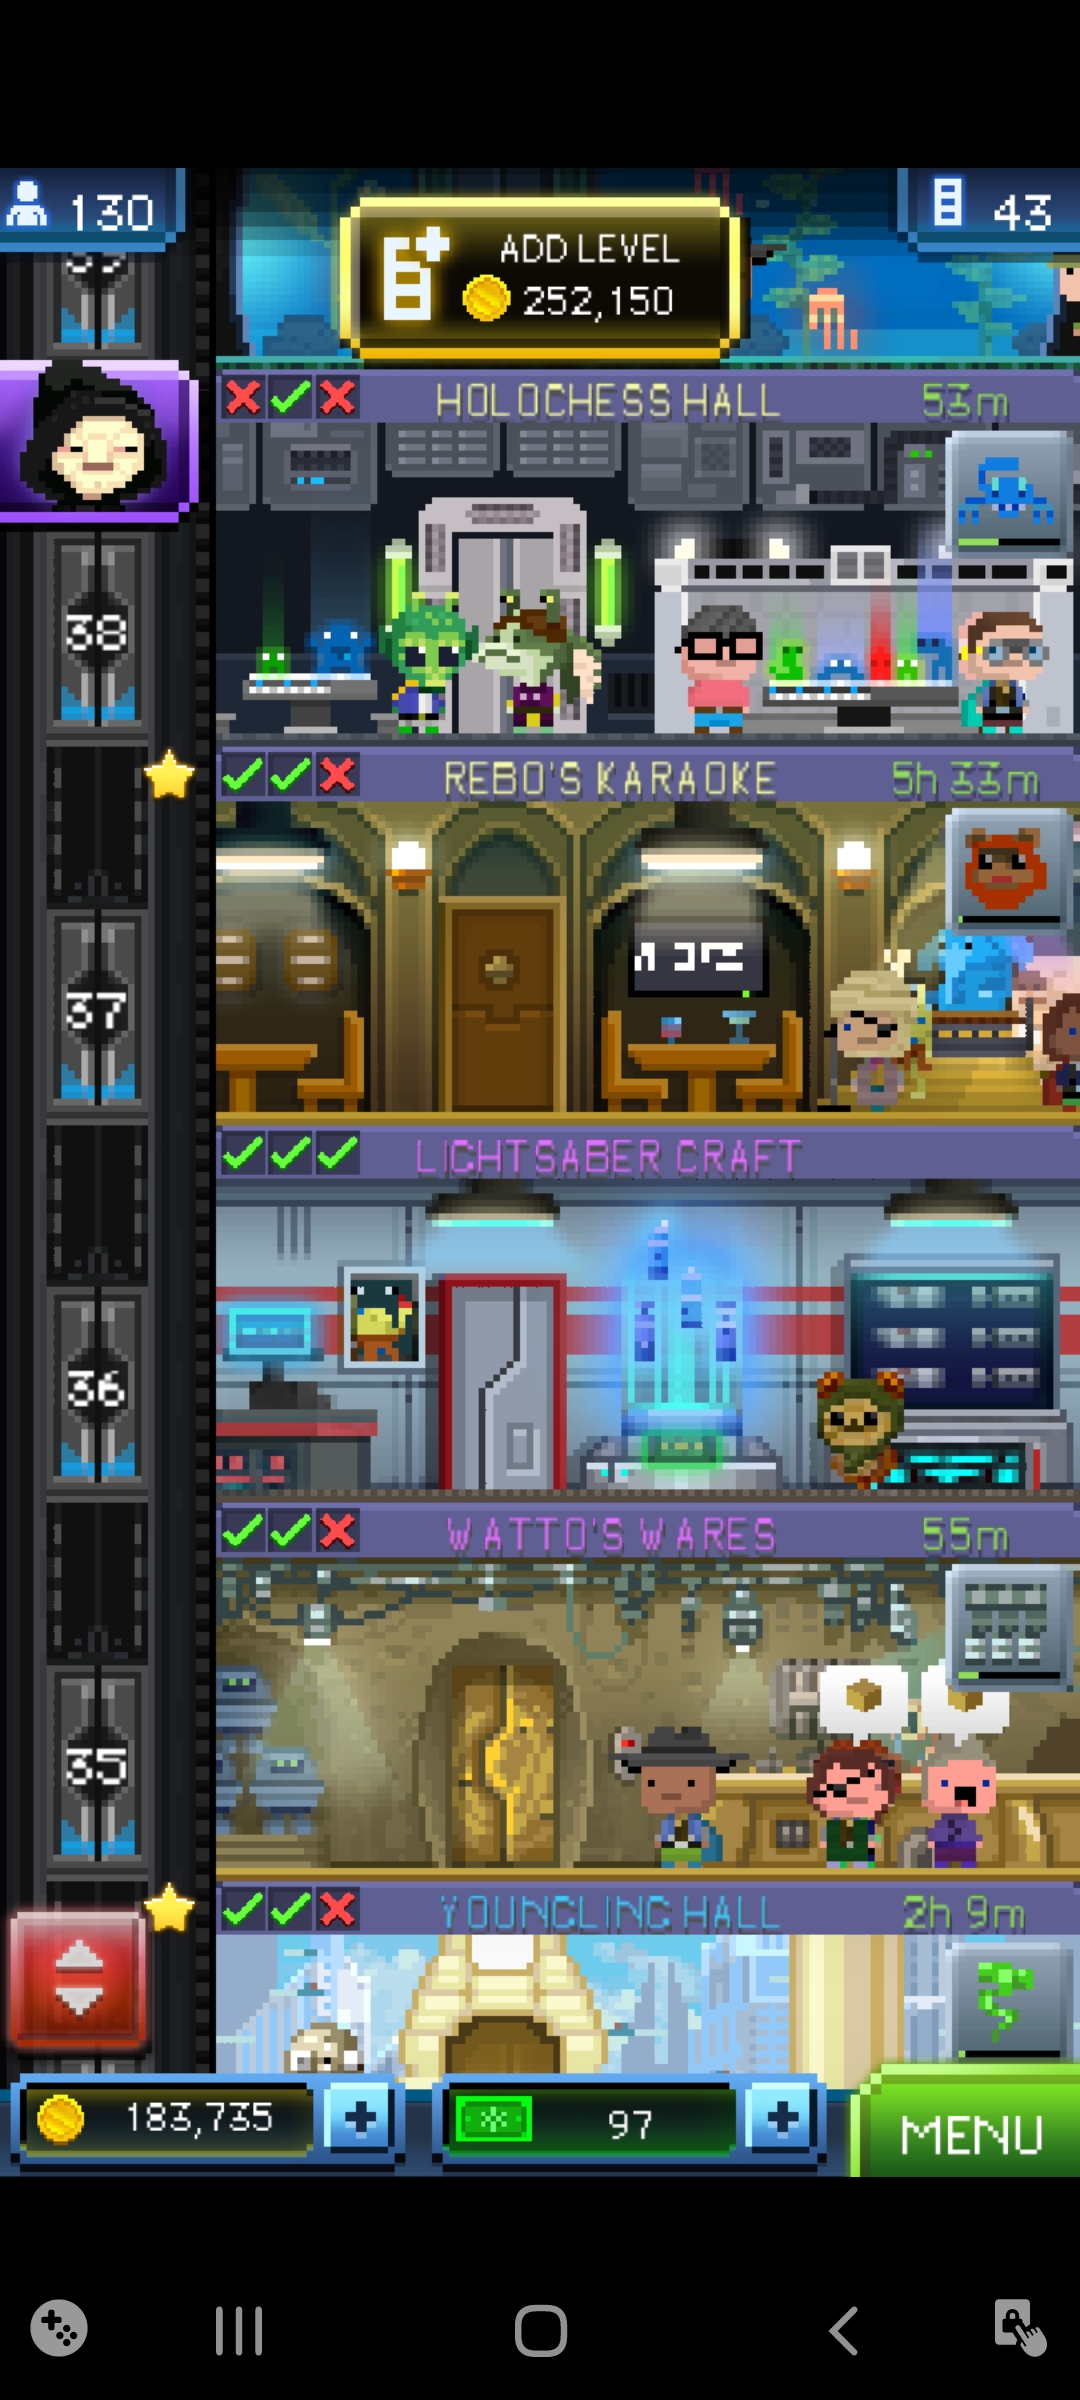 130
ADD LEVEL
252,150
43
HOLOCHESS HALL 53m
38
REBO'S KARAOKE 5h 33m
37
LIGHTSABER CRAFT
36
WATTO'S WARES 55m
35
YOUNGLING HALL 2h 9m
183,735
97
MENU